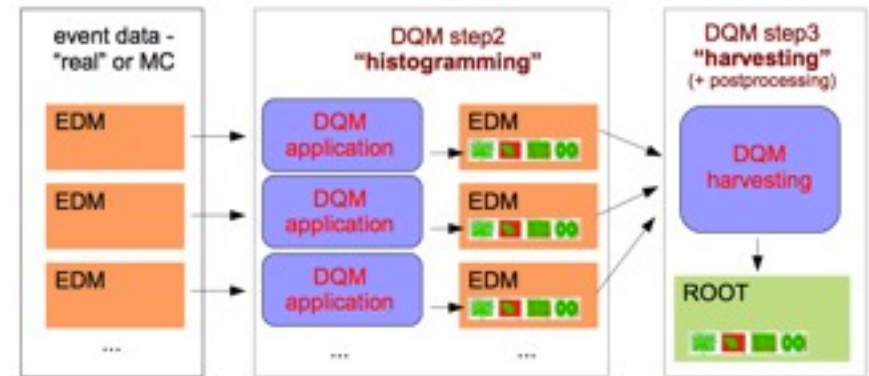 event data -
"real" or MC
EDM
EDM
EDM
...
DQM step2
"histogramming"
DQM
application
EDM
DQM
application
EDM
DQM
application
EDM
...
...
DQM step3
"harvesting"
(+ postprocessing)
DQM
harvesting
ROOT